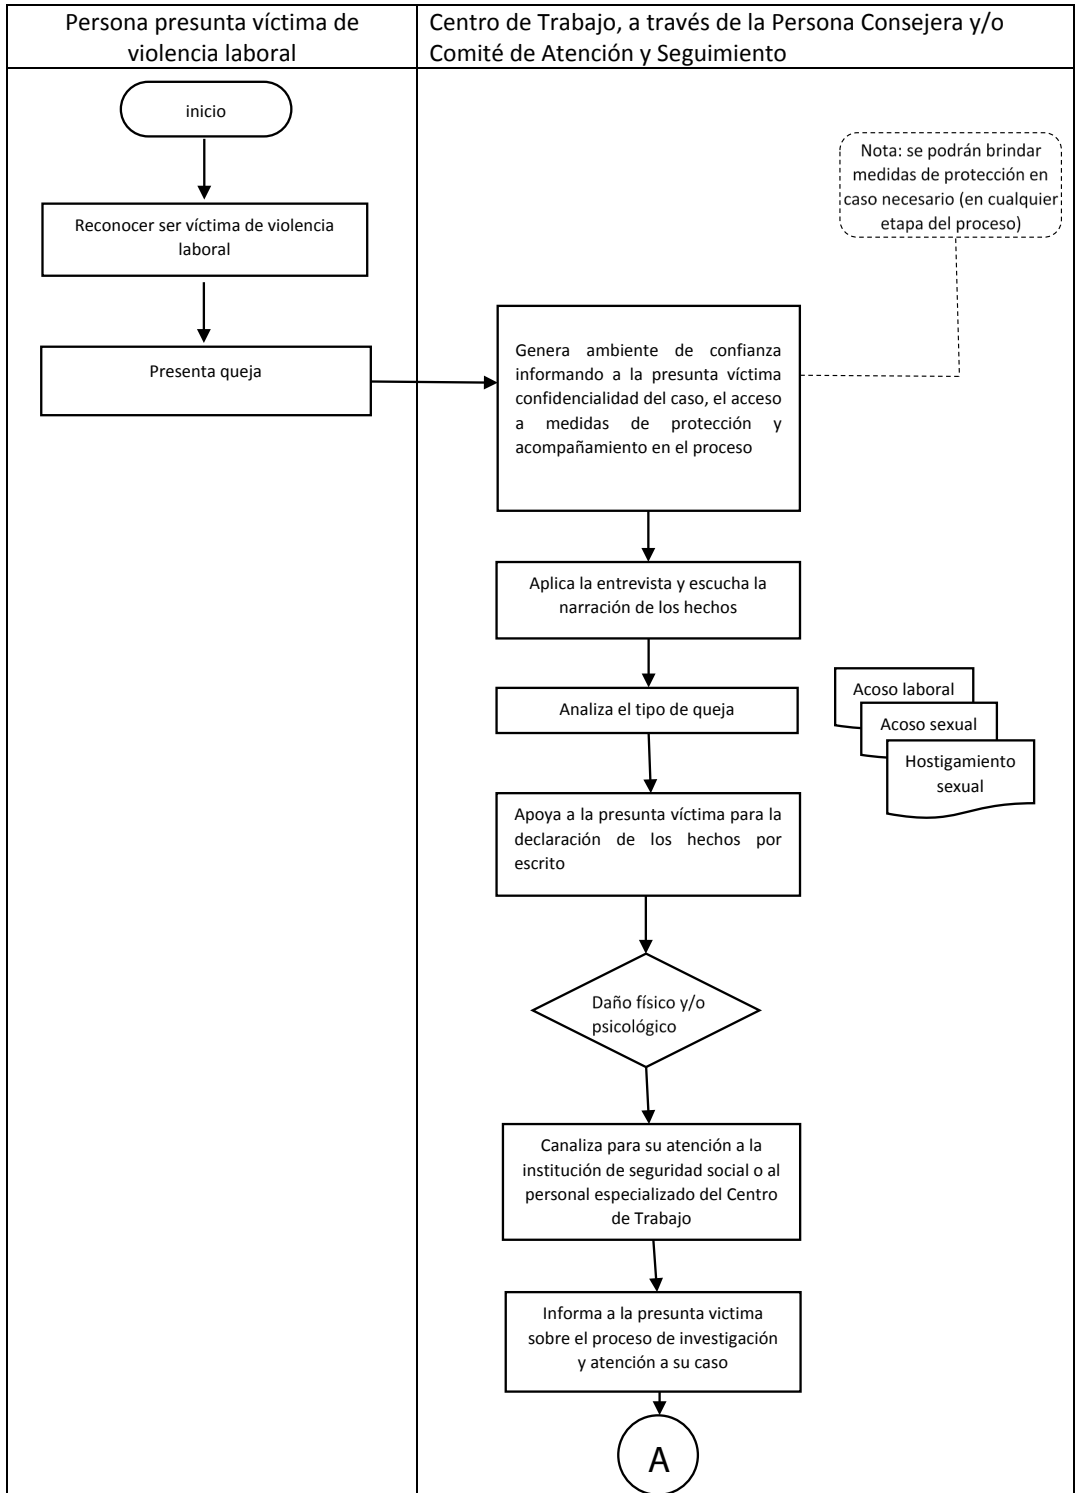 Persona presunta víctima de
violencia laboral
Centro de Trabajo, a través de la Persona Consejera y/o
Comité de Atención y Seguimiento
inicio
Nota: se podrán brindar
medidas de protección en
caso necesario (en cualquier
etapa del proceso)
Reconocer ser víctima de violencia
laboral
Presenta queja
Genera ambiente de confianza
informando a la presunta víctima
confidencialidad del caso, el acceso
a medidas de protección y
acompañamiento en el proceso
Aplica la entrevista y escucha la
narración de los hechos
Analiza el tipo de queja
Acoso laboral
Acoso sexual
Hostigamiento
sexual
Apoya a la presunta víctima para la
declaración de los hechos por
escrito
Daño físico y/o
psicológico
Canaliza para su atención a la
institución de seguridad social o al
personal especializado del Centro
de Trabajo
Informa a la presunta victima
sobre el proceso de investigación
y atención a su caso
A